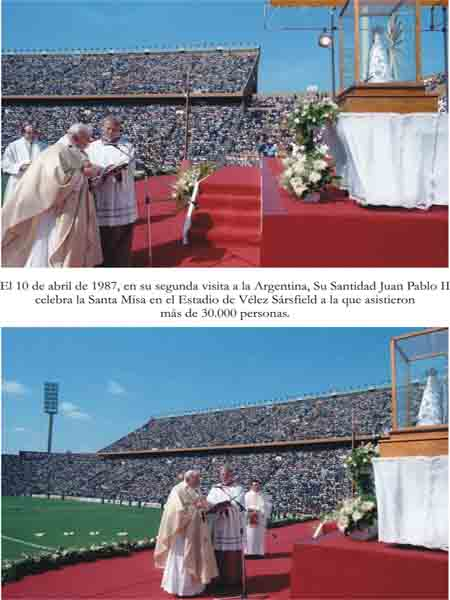 El 10 de abril de 1987, en su segunda visita a la Argentina, Su Santidad Juan Pablo II
celebra la Santa Misa en el Estadio de Vélez Sársfield a la que asistieron
más de 30.000 personas.